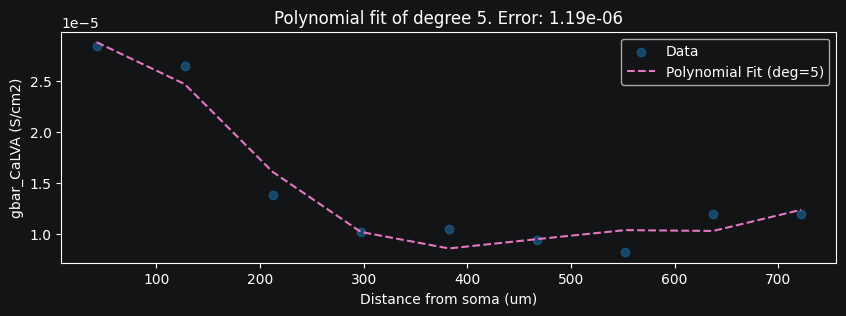 Polynomial fit of degree 5. Error: 1.19e-06
1e−5
Data
Polynomial Fit (deg=5)
gbar_CaLVA (S/cm2)
2.5
2.0
1.5
1.0
100 200 300 400 500 600 700
Distance from soma (um)